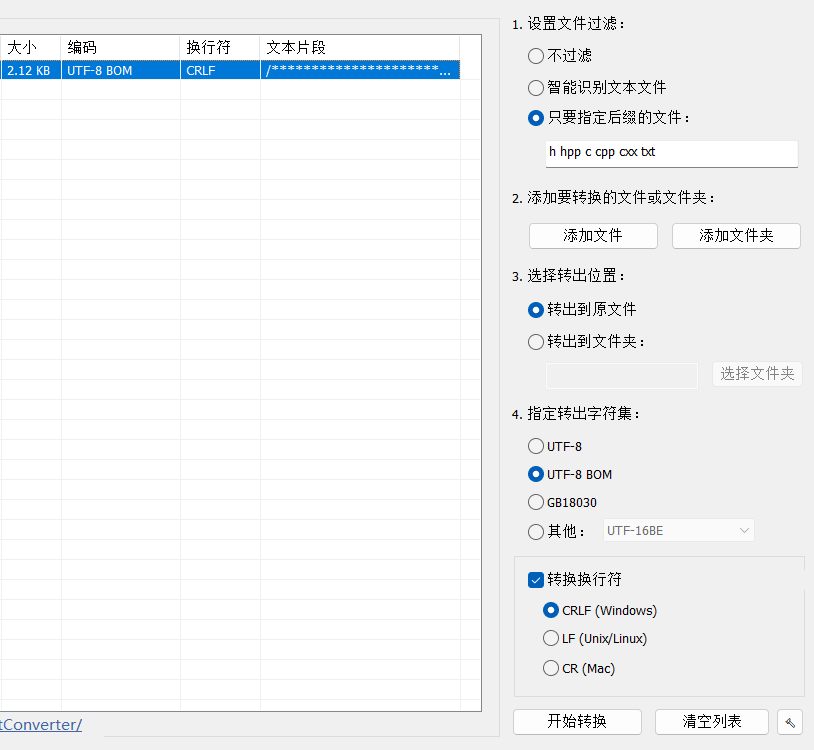 大小 编码 换行符 文本片段
2.12 KB UTF-8 BOM CRLF /*********************...
tConverter/
1. 设置文件过滤：
不过滤
智能识别文本文件
只要指定后缀的文件：
h hpp c cpp cxx txt
2. 添加要转换的文件或文件夹：
添加文件 添加文件夹
3. 选择转出位置：
转出到原文件
转出到文件夹：
选择文件夹
4. 指定转出字符集：
UTF-8
UTF-8 BOM
GB18030
其他： UTF-16BE
转换换行符
CRLF (Windows)
LF (Unix/Linux)
CR (Mac)
开始转换 清空列表